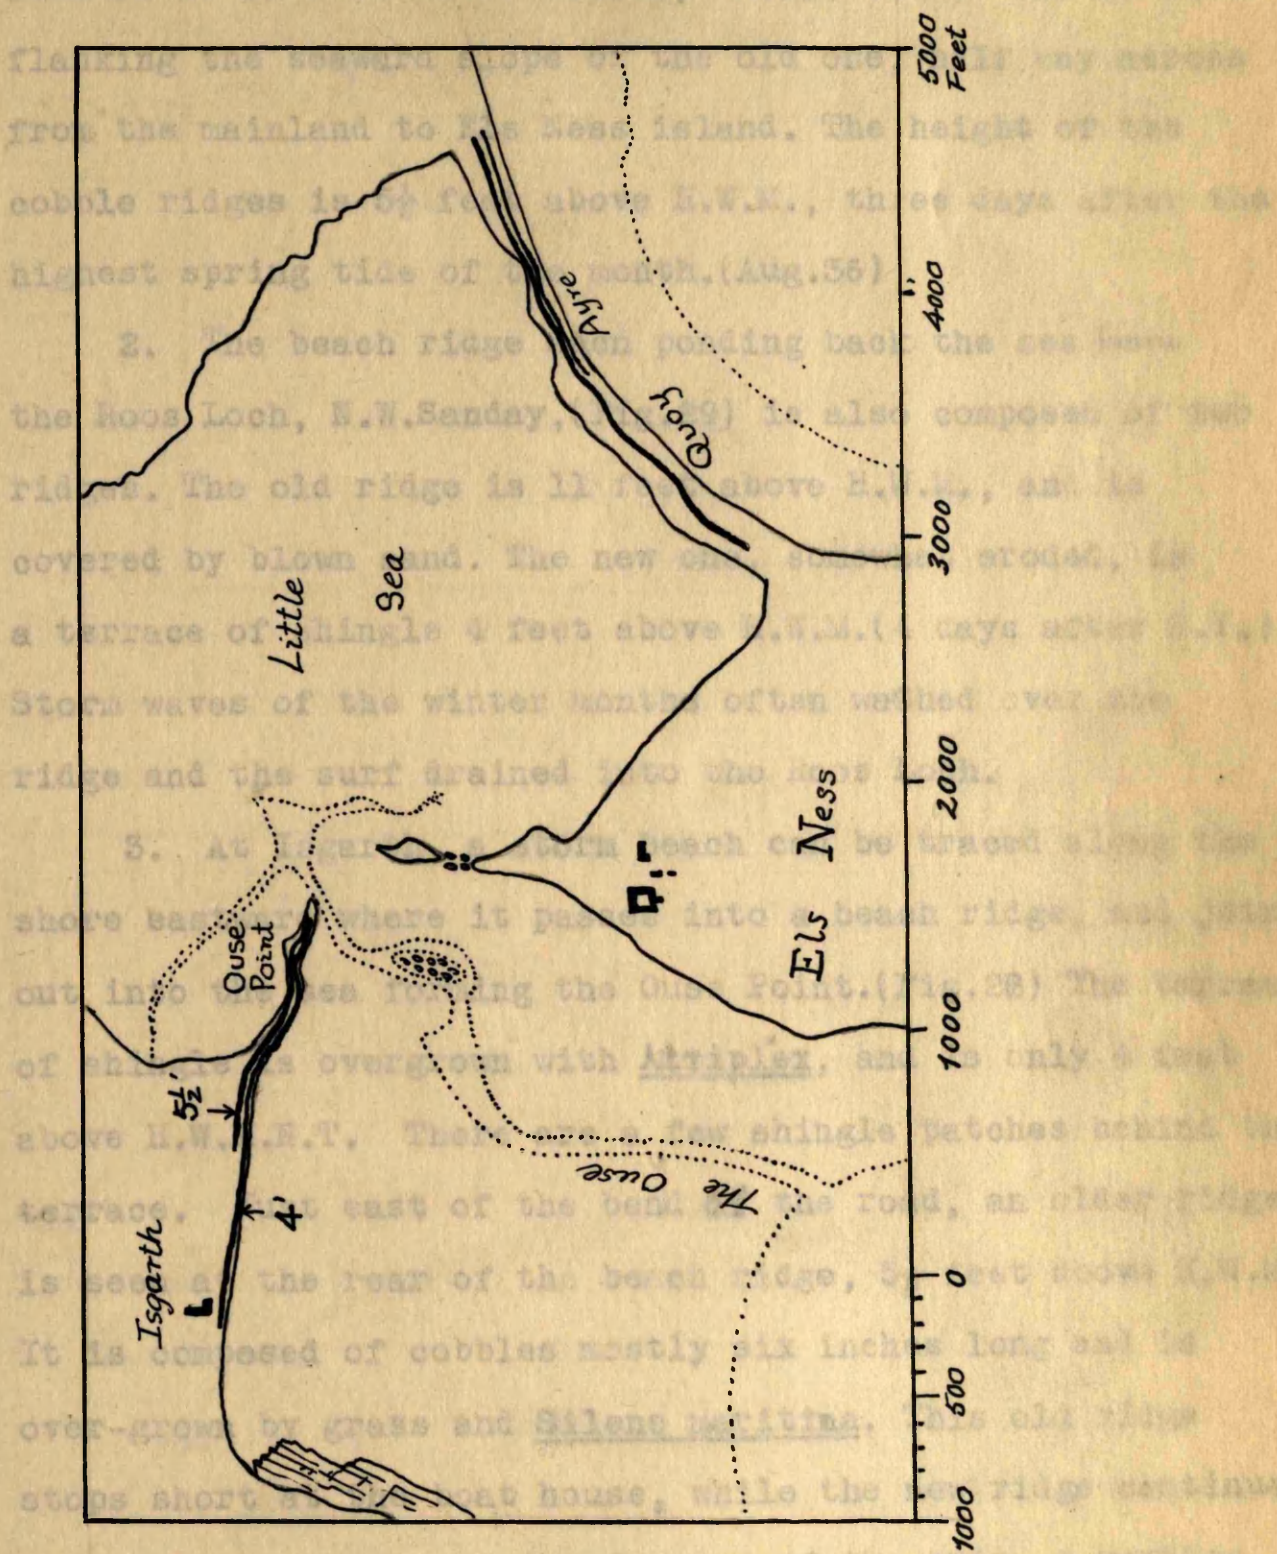 flanking the seaward slope of the old one, half way across
from the mainland to Els Ness island. The height of the
cobble ridges is 5½ feet above H.W.M., three days after the
highest spring tide of the month.(Aug.36)
2. The beach ridge ponding back the sea
the Roos Loch, N.W.Sanday, is also composed of two
ridges. The old ridge is 11 feet above H.W.M., and is
covered by blown sand. The new one, somewhat eroded, is
a terrace of shingle 4 feet above H.W.M.( days after
Storm waves of the winter months often washed over the
ridge and the surf drained into the Roos Loch.
3. At Isgarth a storm beach can be traced along the
shore eastward where it passes into a beach ridge, and
out into the sea forming the Ouse Point.(Fig.28) The terrace
of shingle is overgrown with Atriplex, and is only 4 feet
above There are a few shingle patches behind
terrace. east of the bend of the road, an older ridge
is seen at the rear of the beach ridge, 5½ feet above
It is composed of cobbles mostly six inches long and is
over-grown by grass and Silene maritima. This old ridge
stops short at the boat house, while the new ridge
Isgarth
5½'
4'
Ouse
Point
Little
Sea
Quoy Ayre
The Ouse
Els Ness
1000
500
0
1000
2000
3000
4000
5000
Feet